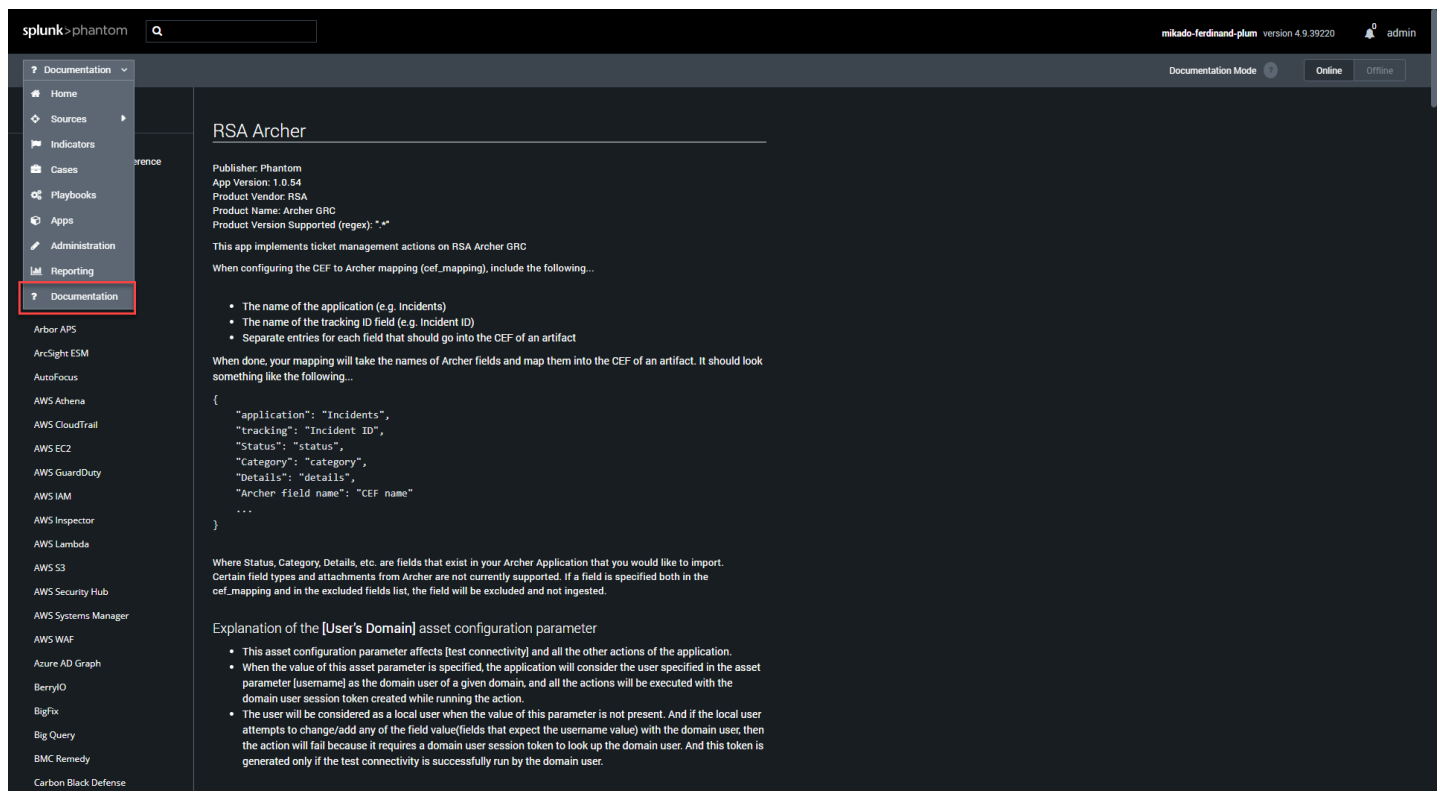 splunk>phantom
mikado-ferdinand-plum version 4.9.39220
0
admin
? Documentation
Documentation Mode ?
Online
Offline
Home
Sources
Indicators
Cases
Playbooks
Apps
Administration
Reporting
? Documentation
erence
Arbor APS
ArcSight ESM
AutoFocus
AWS Athena
AWS CloudTrail
AWS EC2
AWS GuardDuty
AWS IAM
AWS Inspector
AWS Lambda
AWS S3
AWS Security Hub
AWS Systems Manager
AWS WAF
Azure AD Graph
BerryIO
BigFix
Big Query
BMC Remedy
Carbon Black Defense
RSA Archer
Publisher: Phantom
App Version: 1.0.54
Product Vendor: RSA
Product Name: Archer GRC
Product Version Supported (regex): ".*"
This app implements ticket management actions on RSA Archer GRC
When configuring the CEF to Archer mapping (cef_mapping), include the following...
• The name of the application (e.g. Incidents)
• The name of the tracking ID field (e.g. Incident ID)
• Separate entries for each field that should go into the CEF of an artifact
When done, your mapping will take the names of Archer fields and map them into the CEF of an artifact. It should look
something like the following...
{
"application": "Incidents",
"tracking": "Incident ID",
"Status": "status",
"Category": "category",
"Details": "details",
"Archer field name": "CEF name"
...
}
Where Status, Category, Details, etc. are fields that exist in your Archer Application that you would like to import.
Certain field types and attachments from Archer are not currently supported. If a field is specified both in the
cef_mapping and in the excluded fields list, the field will be excluded and not ingested.
Explanation of the [User's Domain] asset configuration parameter
• This asset configuration parameter affects [test connectivity] and all the other actions of the application.
• When the value of this asset parameter is specified, the application will consider the user specified in the asset
parameter [username] as the domain user of a given domain, and all the actions will be executed with the
domain user session token created while running the action.
• The user will be considered as a local user when the value of this parameter is not present. And if the local user
attempts to change/add any of the field value(fields that expect the username value) with the domain user, then
the action will fail because it requires a domain user session token to look up the domain user. And this token is
generated only if the test connectivity is successfully run by the domain user.